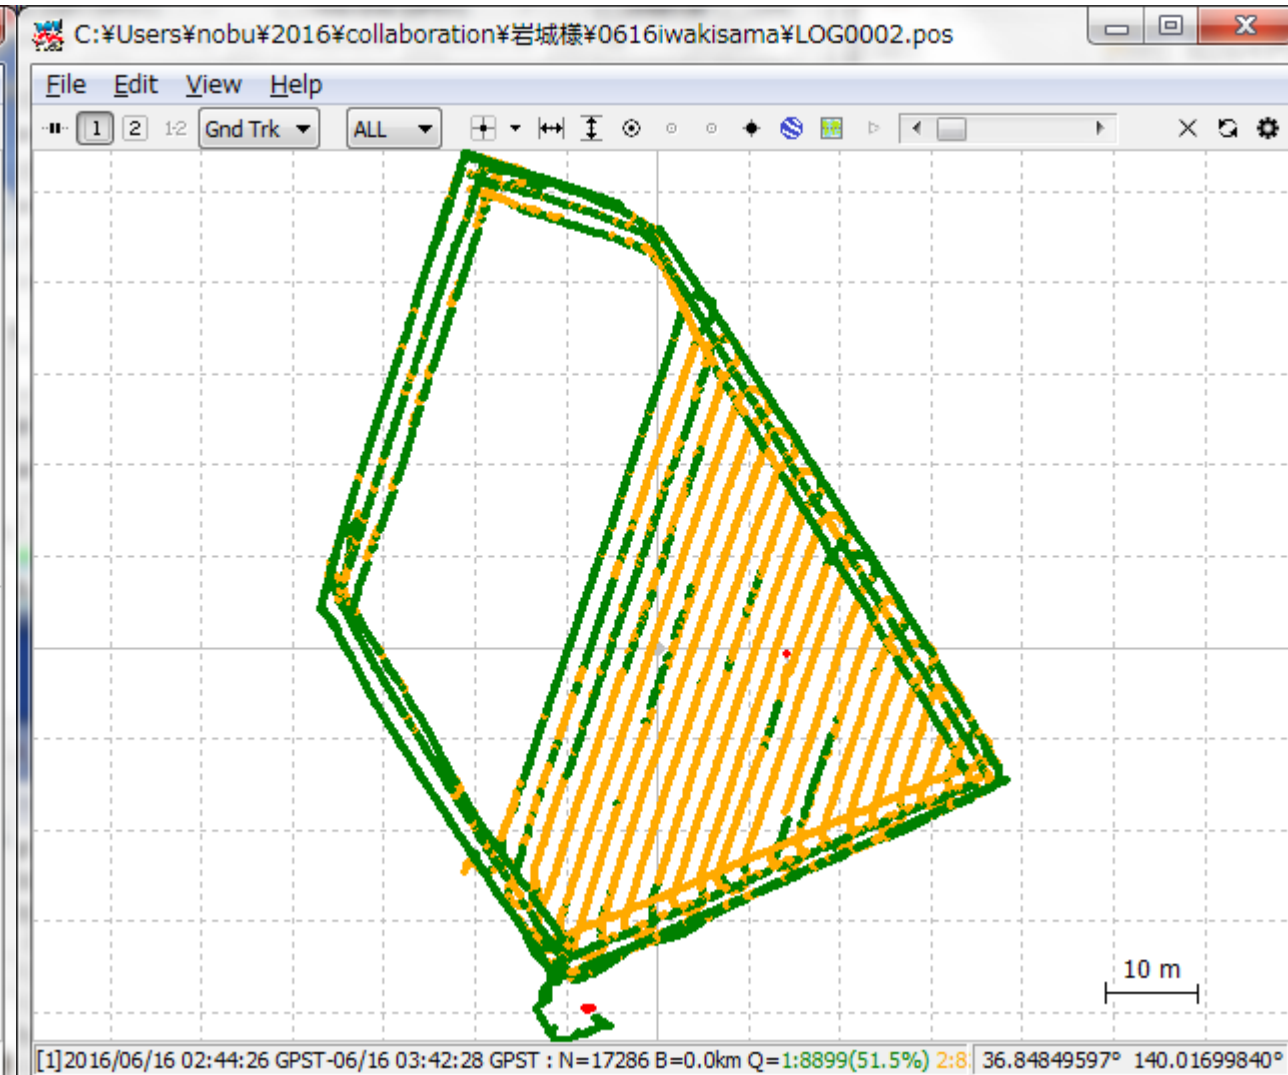 C:¥Users¥nobu¥2016¥collaboration¥岩城様¥0616iwakisama¥LOG0002.pos
File Edit View Help
1 2 1-2 Gnd Trk ALL
10 m
[1]2016/06/16 02:44:26 GPST-06/16 03:42:28 GPST : N=17286 B=0.0km Q=1:8899(51.5%) 2:8 36.84849597° 140.01699840°